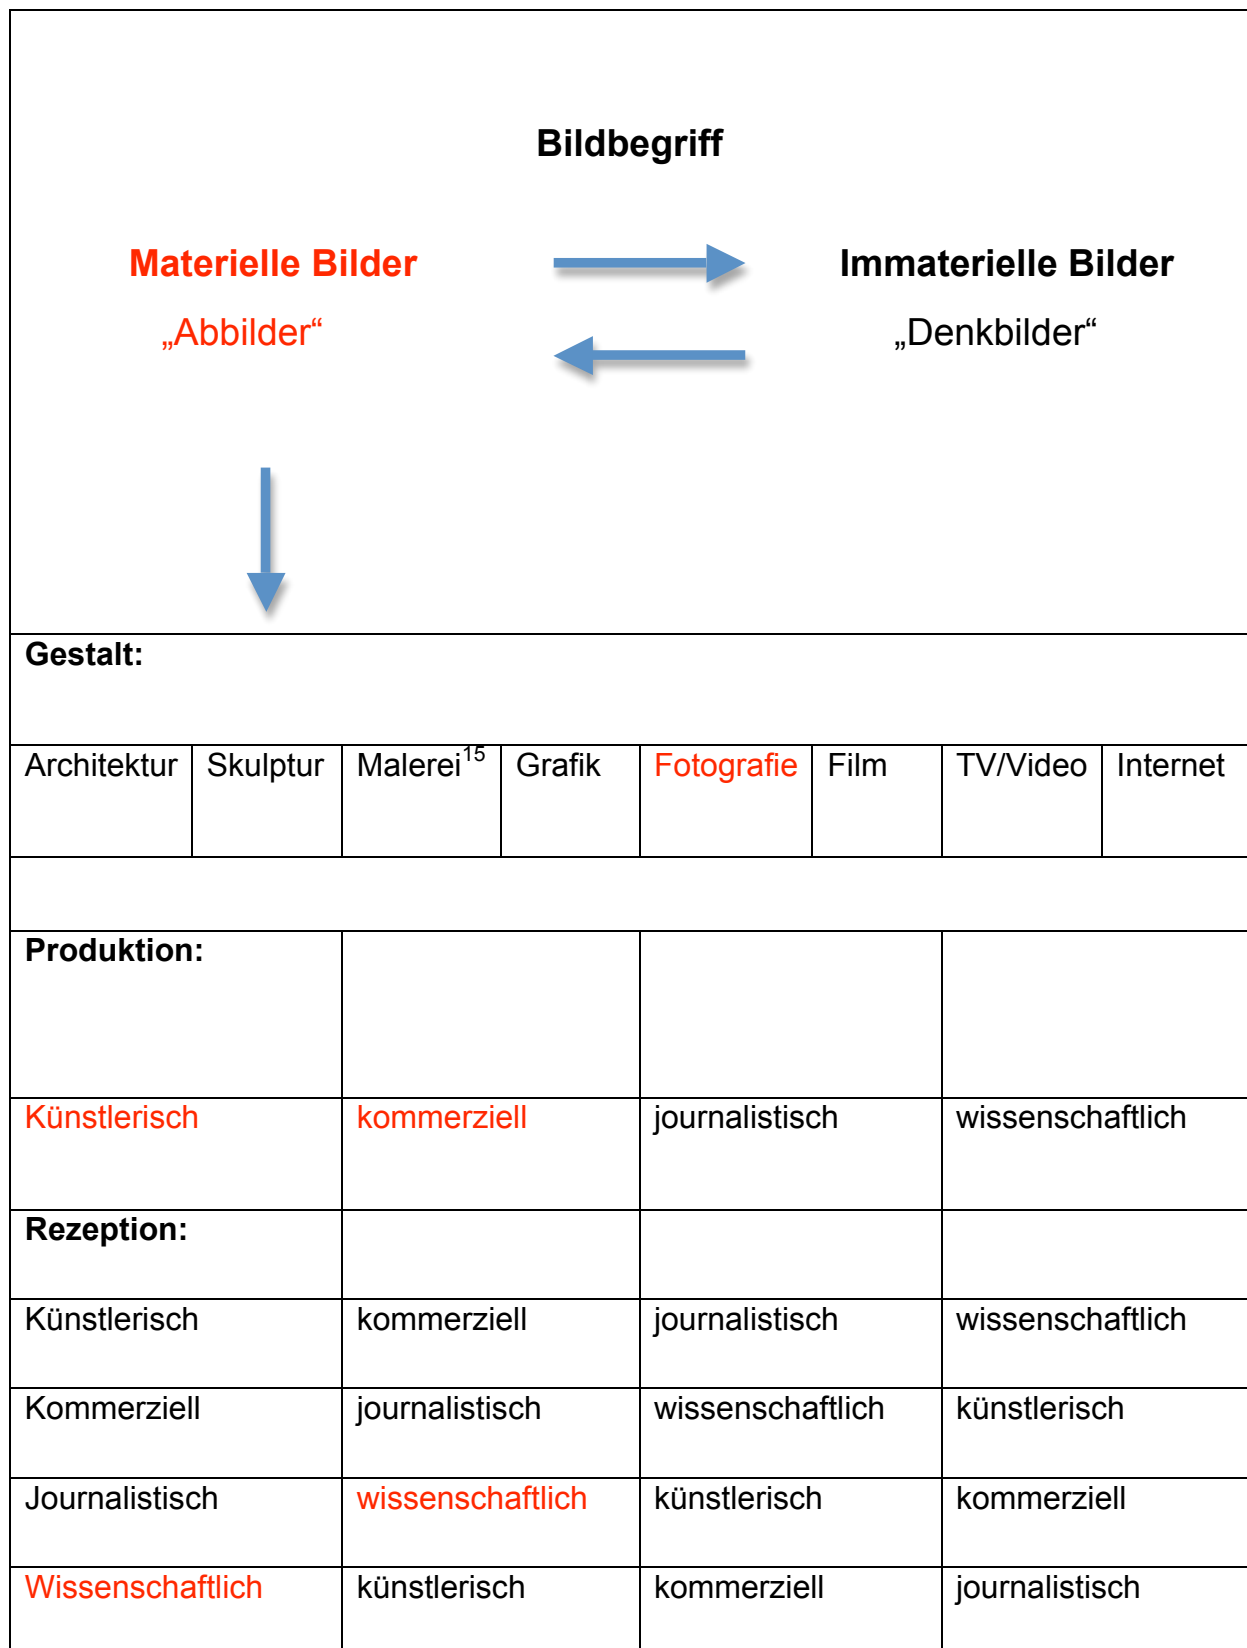 Bildbegriff
Materielle Bilder Immaterielle Bilder
„Abbilder“ „Denkbilder“
Gestalt:
Architektur Skulptur Malerei15 Grafik Fotografie Film TV/Video Internet
Produktion:
Künstlerisch kommerziell journalistisch wissenschaftlich
Rezeption:
Künstlerisch kommerziell journalistisch wissenschaftlich
Kommerziell journalistisch wissenschaftlich künstlerisch
Journalistisch wissenschaftlich künstlerisch kommerziell
Wissenschaftlich künstlerisch kommerziell journalistisch